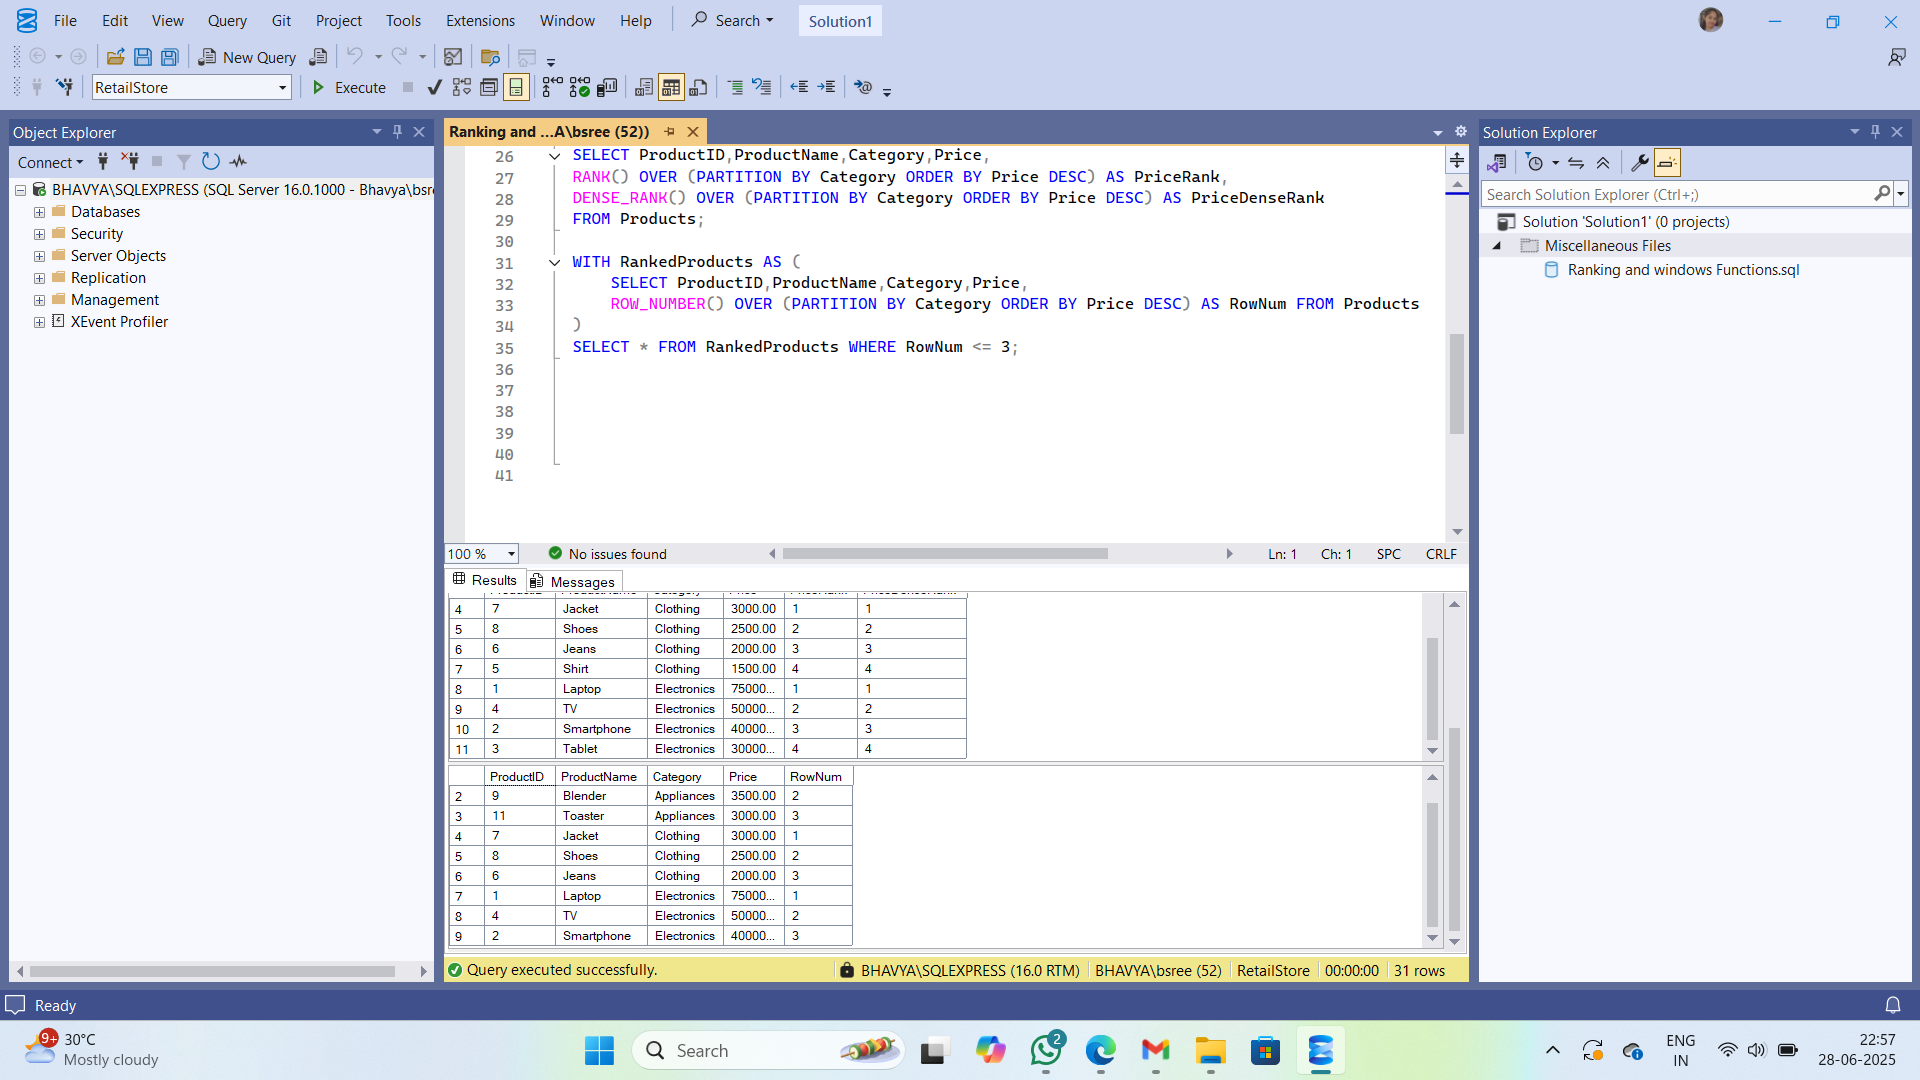 File Edit View Query Git Project Tools Extensions Window Help Search Solution1
New Query
RetailStore Execute
Object Explorer
Connect
BHAVYA\SQLEXPRESS (SQL Server 16.0.1000 - Bhavya\bsre
Databases
Security
Server Objects
Replication
Management
XEvent Profiler
Ranking and ...A\bsree (52))
26 SELECT ProductID,ProductName,Category,Price,
27 RANK() OVER (PARTITION BY Category ORDER BY Price DESC) AS PriceRank,
28 DENSE_RANK() OVER (PARTITION BY Category ORDER BY Price DESC) AS PriceDenseRank
29 FROM Products;
30
31 WITH RankedProducts AS (
32 SELECT ProductID,ProductName,Category,Price,
33 ROW_NUMBER() OVER (PARTITION BY Category ORDER BY Price DESC) AS RowNum FROM Products
34 )
35 SELECT * FROM RankedProducts WHERE RowNum <= 3;
36
37
38
39
40
41
100 % No issues found Ln: 1 Ch: 1 SPC CRLF
Results Messages
4 7 Jacket Clothing 3000.00 1 1
5 8 Shoes Clothing 2500.00 2 2
6 6 Jeans Clothing 2000.00 3 3
7 5 Shirt Clothing 1500.00 4 4
8 1 Laptop Electronics 75000... 1 1
9 4 TV Electronics 50000... 2 2
10 2 Smartphone Electronics 40000... 3 3
11 3 Tablet Electronics 30000... 4 4
ProductID ProductName Category Price RowNum
2 9 Blender Appliances 3500.00 2
3 11 Toaster Appliances 3000.00 3
4 7 Jacket Clothing 3000.00 1
5 8 Shoes Clothing 2500.00 2
6 6 Jeans Clothing 2000.00 3
7 1 Laptop Electronics 75000... 1
8 4 TV Electronics 50000... 2
9 2 Smartphone Electronics 40000... 3
Query executed successfully. BHAVYA\SQLEXPRESS (16.0 RTM) BHAVYA\bsree (52) RetailStore 00:00:00 31 rows
Solution Explorer
Search Solution Explorer (Ctrl+;)
Solution 'Solution1' (0 projects)
Miscellaneous Files
Ranking and windows Functions.sql
Ready
9+ 30°C
Mostly cloudy
Search
2
ENG
IN
22:57
28-06-2025